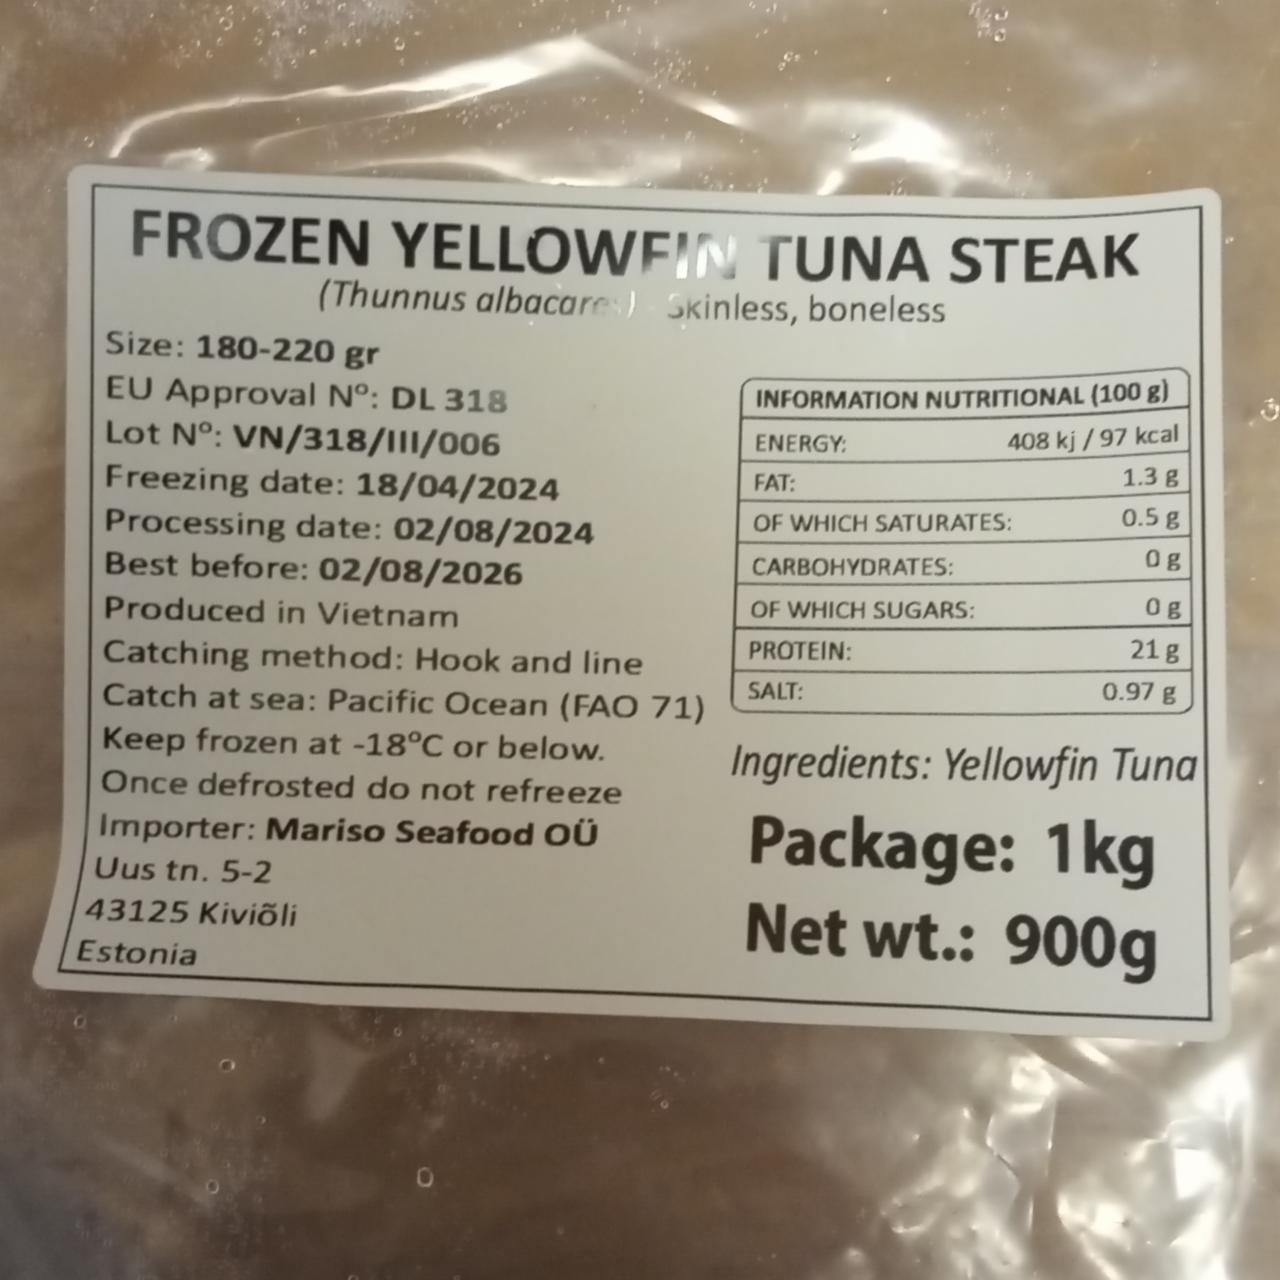 FROZEN YELLOWFIN TUNA STEAK
(Thunnus albacares) Skinless, boneless
Size: 180-220 gr
EU Approval Nº: DL 318
Lot Nº: VN/318/III/006
Freezing date: 18/04/2024
Processing date: 02/08/2024
Best before: 02/08/2026
Produced in Vietnam
Catching method: Hook and line
Catch at sea: Pacific Ocean (FAO 71)
Keep frozen at -18ºC or below.
Once defrosted do not refreeze
Importer: Mariso Seafood OÜ
Uus tn. 5-2
43125 Kiviõli
Estonia
INFORMATION NUTRITIONAL (100 g)
ENERGY: 408 kj / 97 kcal
FAT: 1.3 g
OF WHICH SATURATES: 0.5 g
CARBOHYDRATES: 0 g
OF WHICH SUGARS: 0 g
PROTEIN: 21 g
SALT: 0.97 g
Ingredients: Yellowfin Tuna
Package: 1kg
Net wt.: 900g